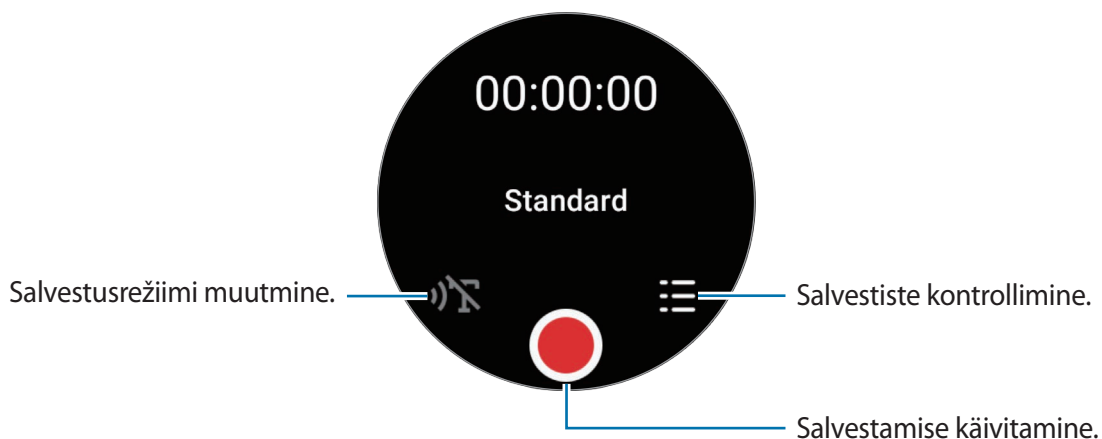 00:00:00
Standard
Salvestusrežiimi muutmine.
Salvestiste kontrollimine.
Salvestamise käivitamine.